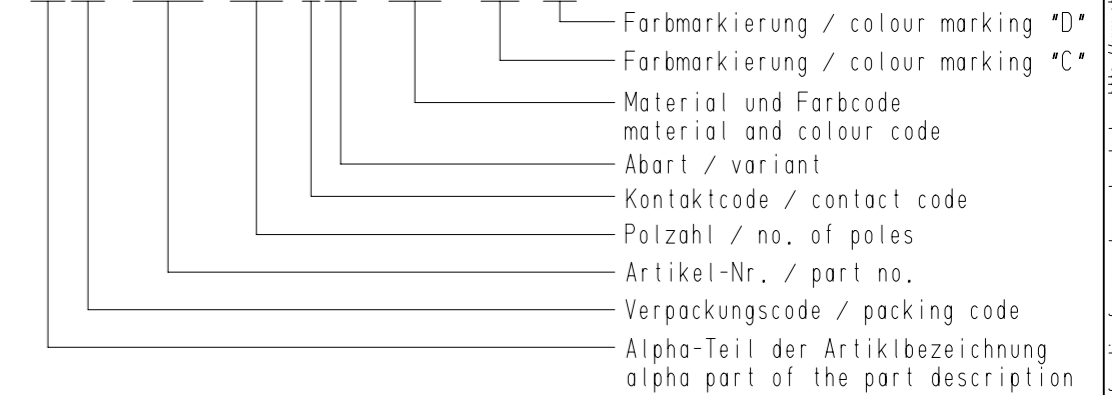 Farbmarkierung / colour marking "D"
Farbmarkierung / colour marking "C"
Material und Farbcode
material and colour code
Abart / variant
Kontaktcode / contact code
Polzahl / no. of poles
Artikel-Nr. / part no.
Verpackungscode / packing code
Alpha-Teil der Artiklbezeichnung
alpha part of the part description